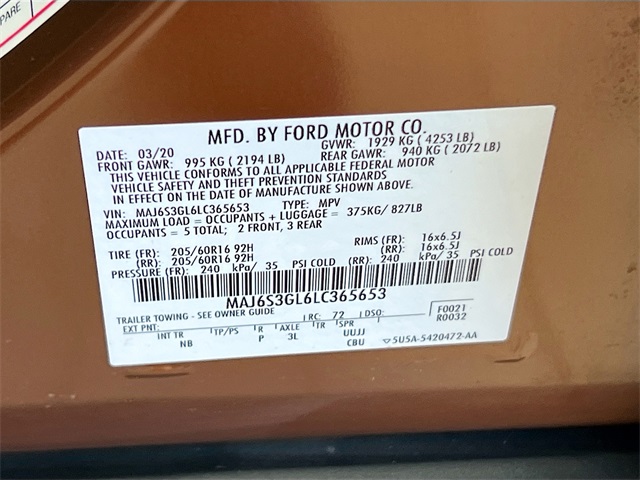 PARE
MFD. BY FORD MOTOR CO.
DATE: 03/20 GVWR: 1929 KG ( 4253 LB)
FRONT GAWR: 995 KG ( 2194 LB) REAR GAWR: 940 KG ( 2072 LB)
THIS VEHICLE CONFORMS TO ALL APPLICABLE FEDERAL MOTOR
VEHICLE SAFETY AND THEFT PREVENTION STANDARDS
IN EFFECT ON THE DATE OF MANUFACTURE SHOWN ABOVE.
VIN: MAJ6S3GL6LC365653 TYPE: MPV
MAXIMUM LOAD = OCCUPANTS + LUGGAGE = 375KG/ 827LB
OCCUPANTS = 5 TOTAL; 2 FRONT, 3 REAR
TIRE (FR): 205/60R16 92H RIMS (FR): 16x6.5J
(RR): 205/60R16 92H (RR): 16x6.5J
PRESSURE (FR): 240 kPa/ 35 PSI COLD (RR): 240 kPa/ 35 PSI COLD
MAJ6S3GL6LC365653
TRAILER TOWING - SEE OWNER GUIDE RC: 72 DSO: F0021
EXT PNT: R0032
INT TR TP/PS R AXLE TR SPR UUJJ
NB P 3L CBU 5U5A-5420472-AA